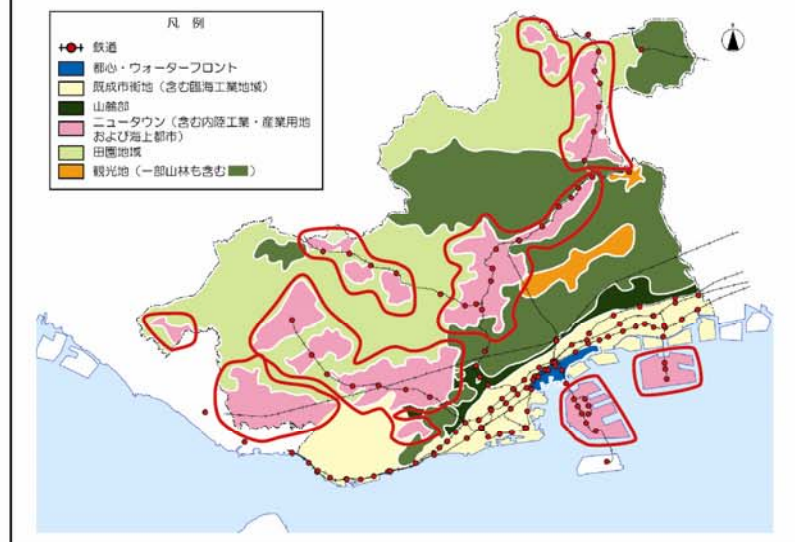 凡 例
鉄道
都心・ウォーターフロント
既成市街地（含む臨海工業地域）
山麓部
ニュータウン（含む内陸工業・産業用地
および海上都市）
田園地域
観光地（一部山林も含む　）